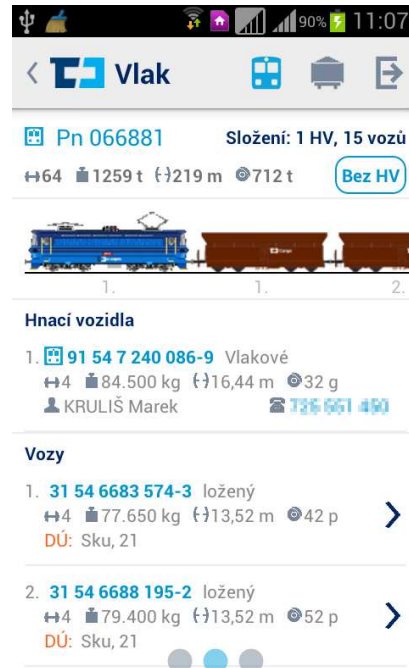 90% 11:07
Vlak
Pn 066881 Složení: 1 HV, 15 vozů
64 1259 t 219 m 712 t Bez HV
1. 1. 2.
Hnací vozidla
1. 91 54 7 240 086-9 Vlakové
4 84.500 kg 16,44 m 32 g
KRULIŠ Marek
Vozy
1. 31 54 6683 574-3 ložený
4 77.650 kg 13,52 m 42 p
DÚ: Sku, 21
2. 31 54 6688 195-2 ložený
4 79.400 kg 13,52 m 52 p
DÚ: Sku, 21